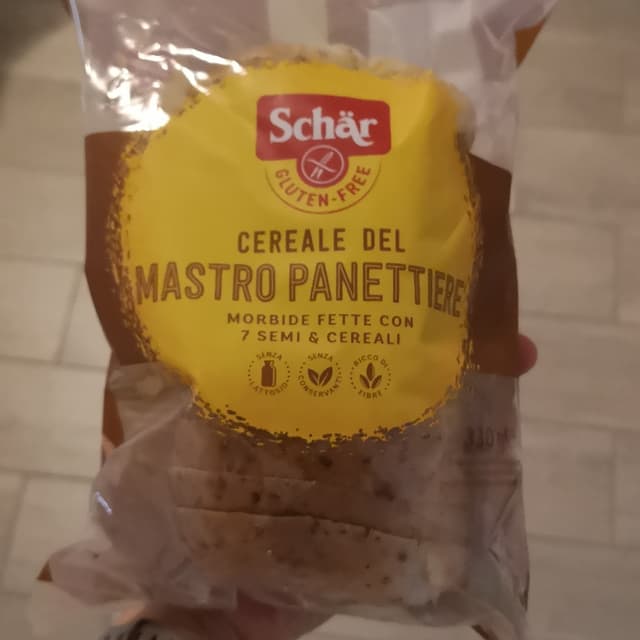 Schär
GLUTEN-FREE
CEREALE DEL
MASTRO PANETTIERE
MORBIDE FETTE CON
7 SEMI & CEREALI
SENZA
LATTOSIO
SENZA
CONSERVANTI
RICCO DI
FIBRE